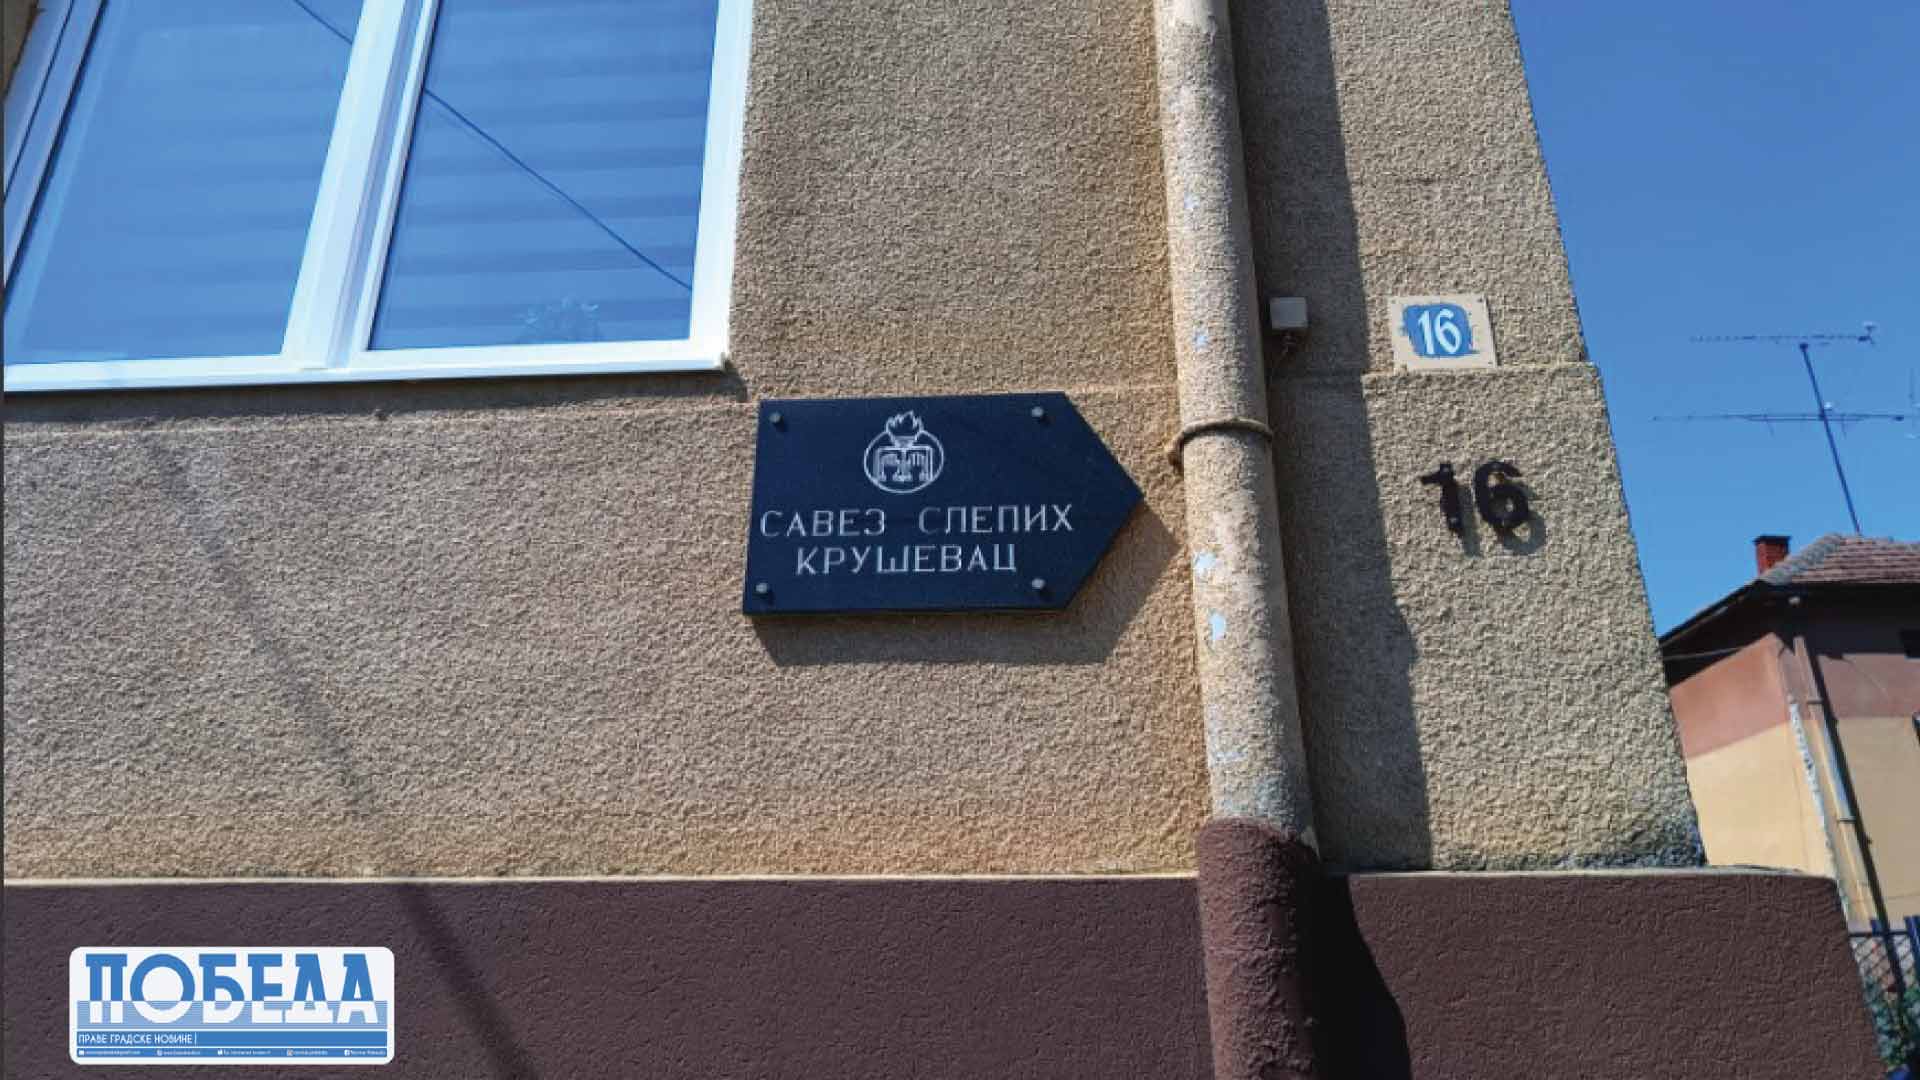 16
САВЕЗ СЛЕПИХ
КРУШЕВАЦ
16
ПОБЕДА
ПРАВЕ ГРАДСКЕ НОВИНЕ